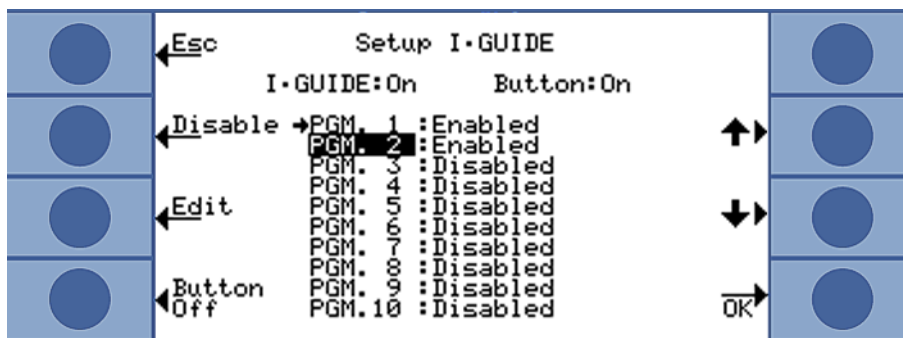 Esc Setup I·GUIDE
I·GUIDE:On Button:On
Disable →PGM. 1 :Enabled
PGM. 2 :Enabled
PGM. 3 :Disabled
PGM. 4 :Disabled
Edit PGM. 5 :Disabled
PGM. 6 :Disabled
PGM. 7 :Disabled
PGM. 8 :Disabled
Button PGM. 9 :Disabled
Off PGM.10 :Disabled OK